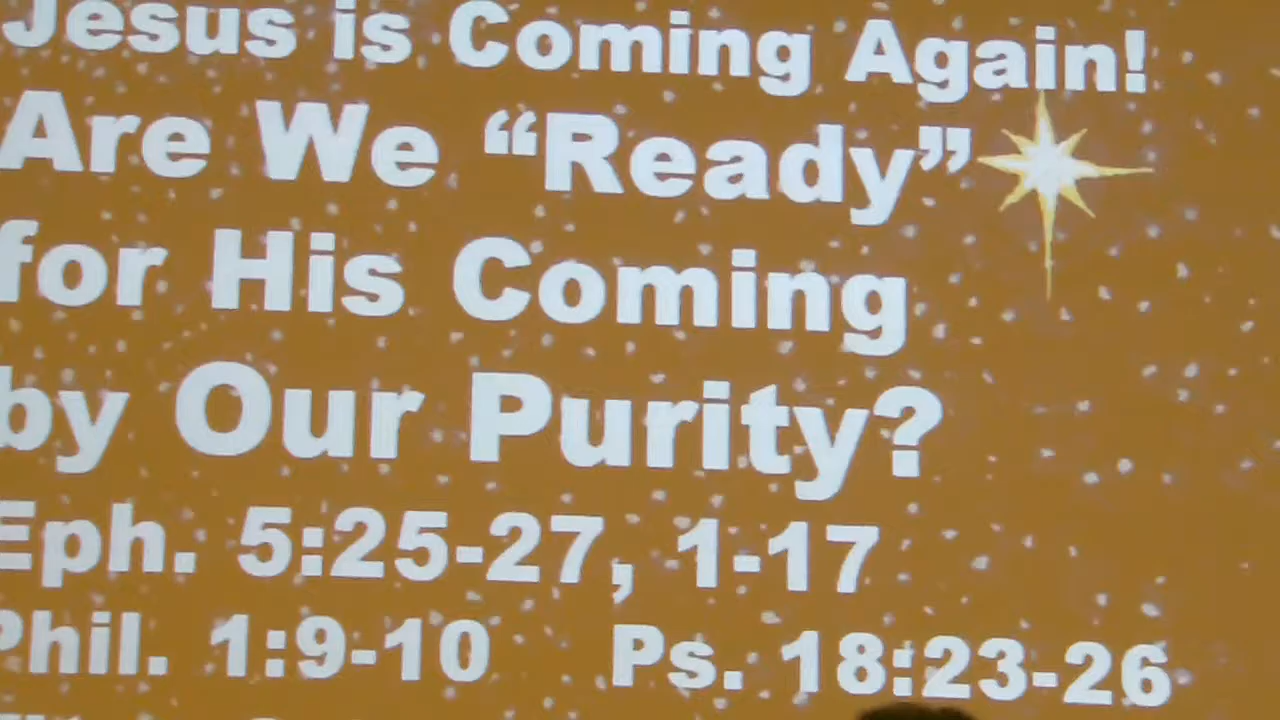 Jesus is Coming Again!
Are We “Ready”
for His Coming
by Our Purity?
Eph. 5:25-27, 1-17
Phil. 1:9-10 Ps. 18:23-26